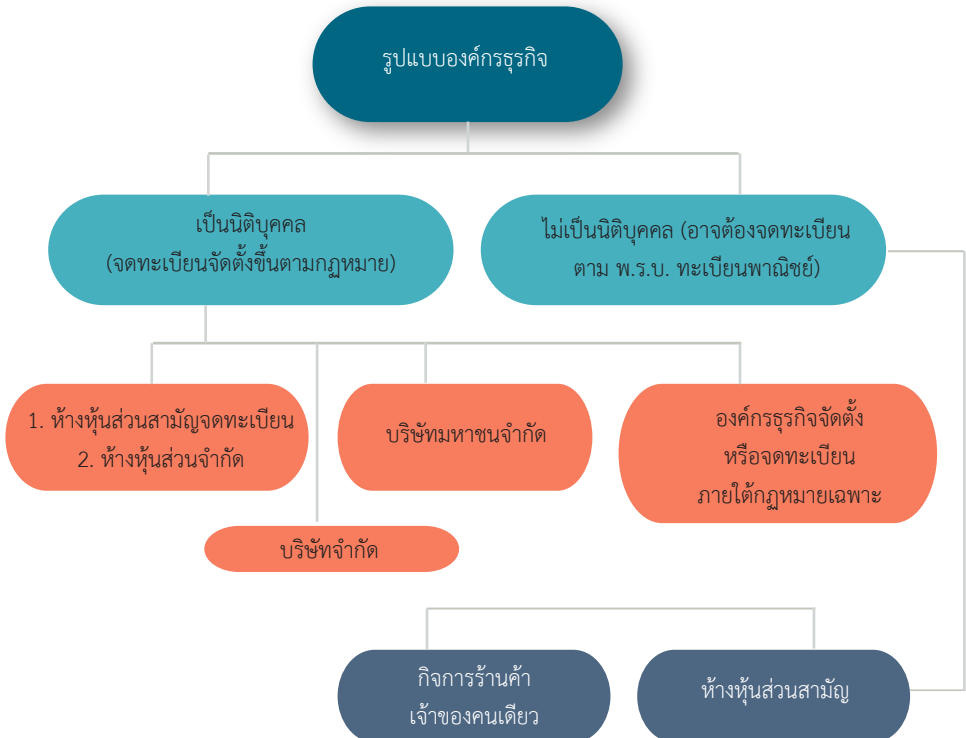 รูปแบบองค์กรธุรกิจ
เป็นนิติบุคคล
(จดทะเบียนจัดตั้งขึ้นตามกฎหมาย)
ไม่เป็นนิติบุคคล (อาจต้องจดทะเบียน
ตาม พ.ร.บ. ทะเบียนพาณิชย์)
1. ห้างหุ้นส่วนสามัญจดทะเบียน
2. ห้างหุ้นส่วนจำกัด
บริษัทมหาชนจำกัด
องค์กรธุรกิจจัดตั้ง
หรือจดทะเบียน
ภายใต้กฎหมายเฉพาะ
บริษัทจำกัด
กิจการร้านค้า
เจ้าของคนเดียว
ห้างหุ้นส่วนสามัญ